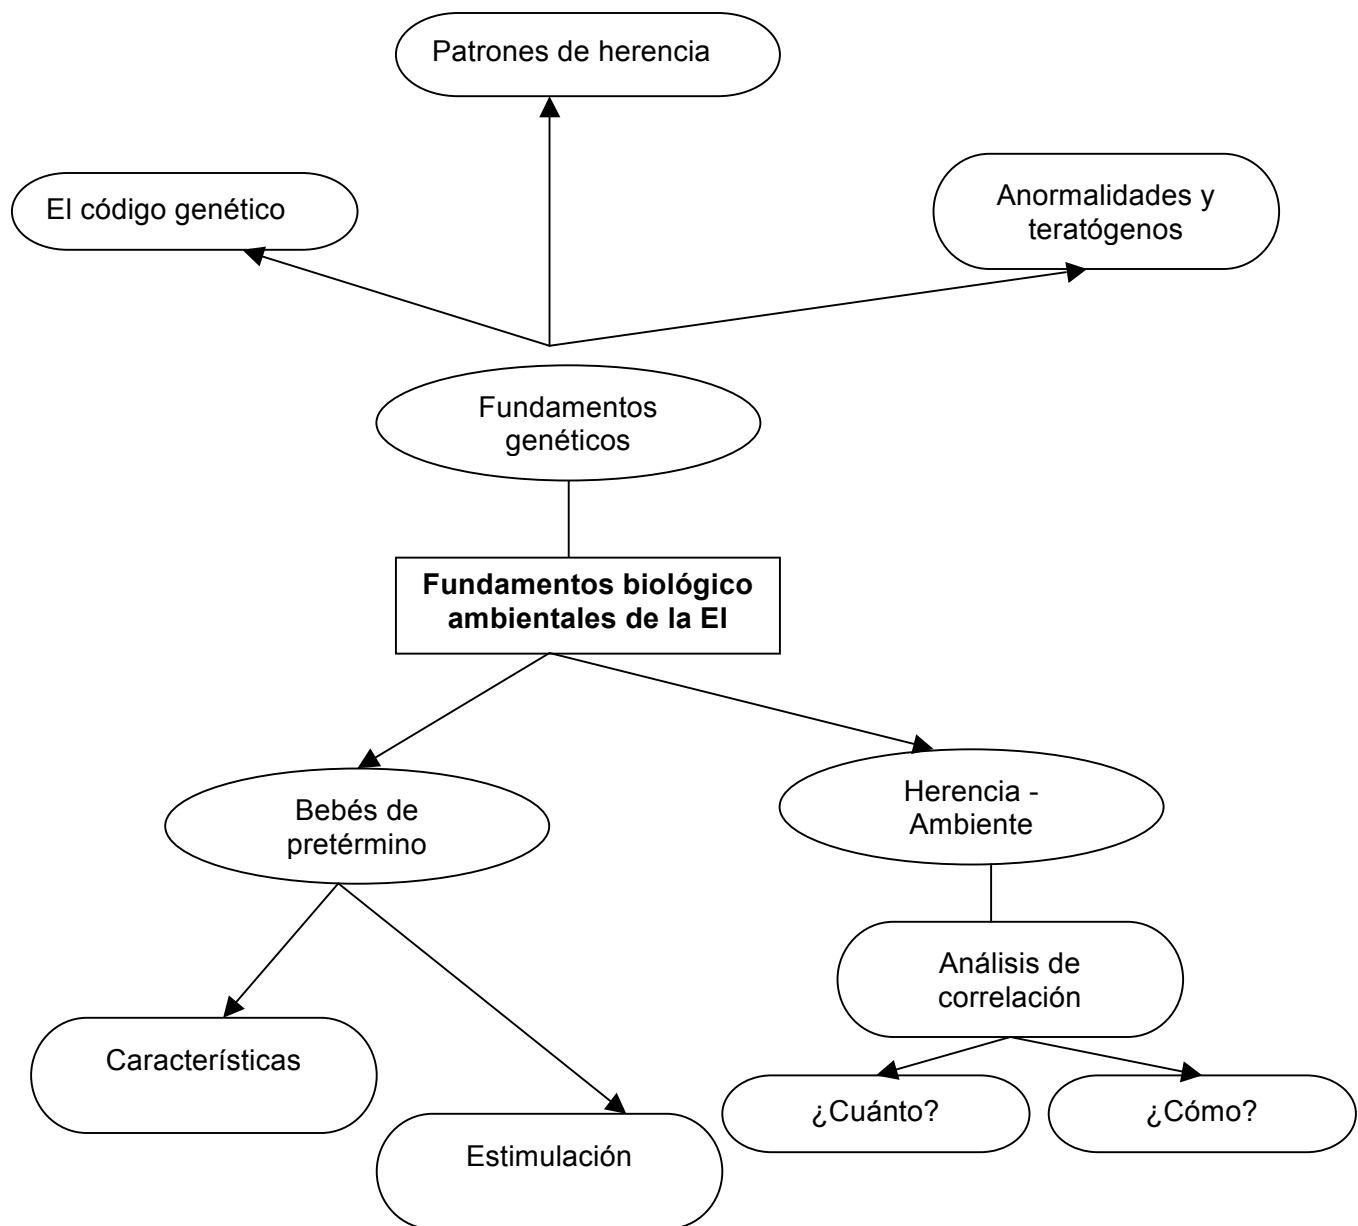 Patrones de herencia
El código genético
Anormalidades y
teratógenos
Fundamentos
genéticos
Fundamentos biológico
ambientales de la EI
Bebés de
pretérmino
Herencia -
Ambiente
Análisis de
correlación
Características
¿Cuánto?
¿Cómo?
Estimulación